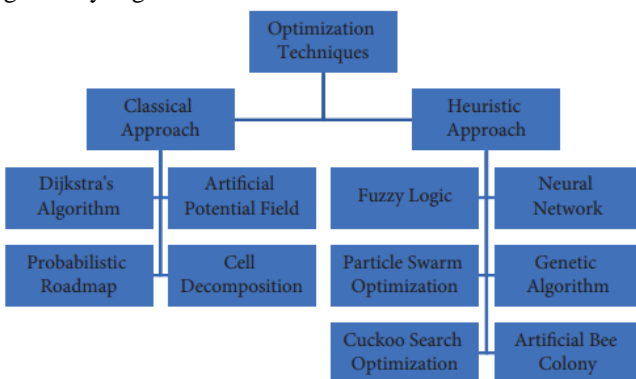 Optimization
Techniques
Classical
Approach
Heuristic
Approach
Dijkstra's
Algorithm
Artificial
Potential Field
Fuzzy Logic
Neural
Network
Probabilistic
Roadmap
Cell
Decomposition
Particle Swarm
Optimization
Genetic
Algorithm
Cuckoo Search
Optimization
Artificial Bee
Colony